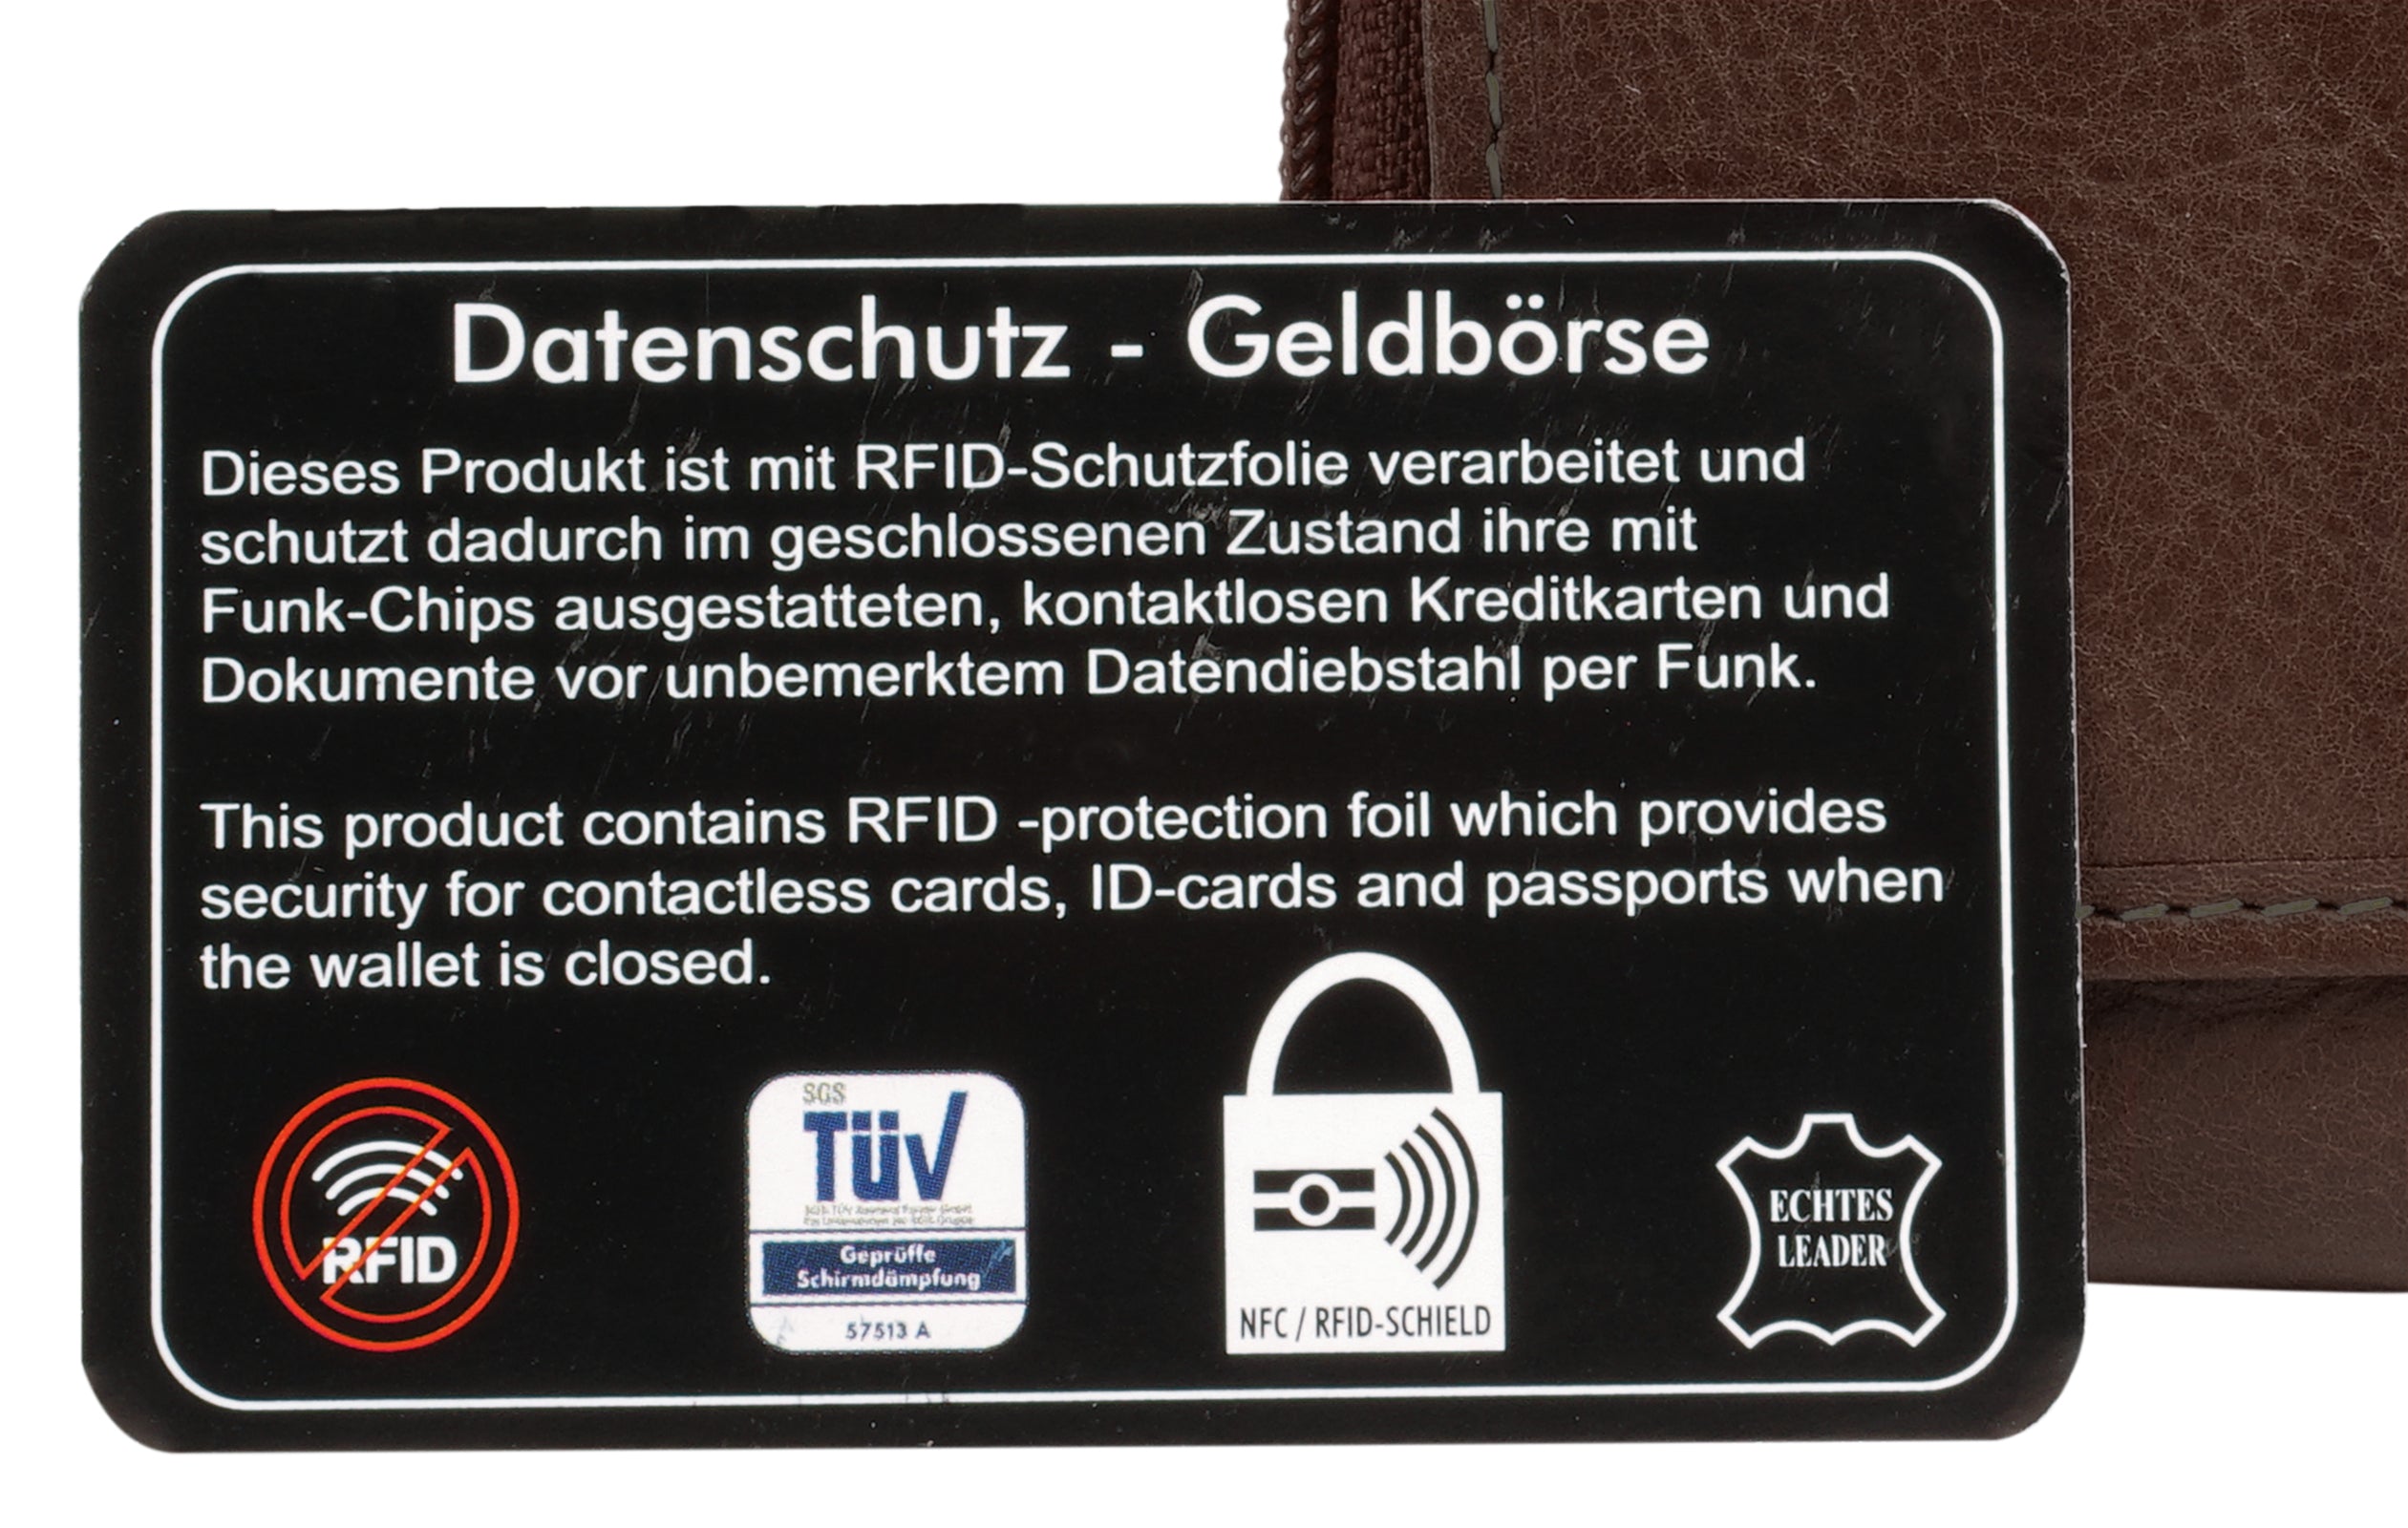 Datenschutz - Geldbörse
Dieses Produkt ist mit RFID-Schutzfolie verarbeitet und
schutzt dadurch im geschlossenen Zustand ihre mit
Funk-Chips ausgestatteten, kontaktlosen Kreditkarten und
Dokumente vor unbemerktem Datendiebstahl per Funk.
This product contains RFID -protection foil which provides
security for contactless cards, ID-cards and passports when
the wallet is closed.
RFID
SGS
TÜV
Geprüffe
Schirmdämpfung
57513 A
NFC / RFID-SCHIELD
ECHTES
LEADER